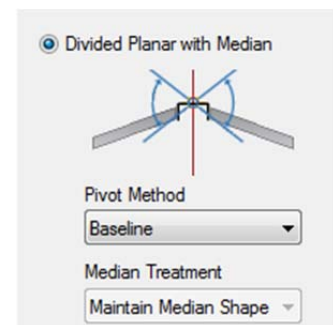 Divided Planar with Median
Pivot Method
Baseline
Median Treatment
Maintain Median Shape